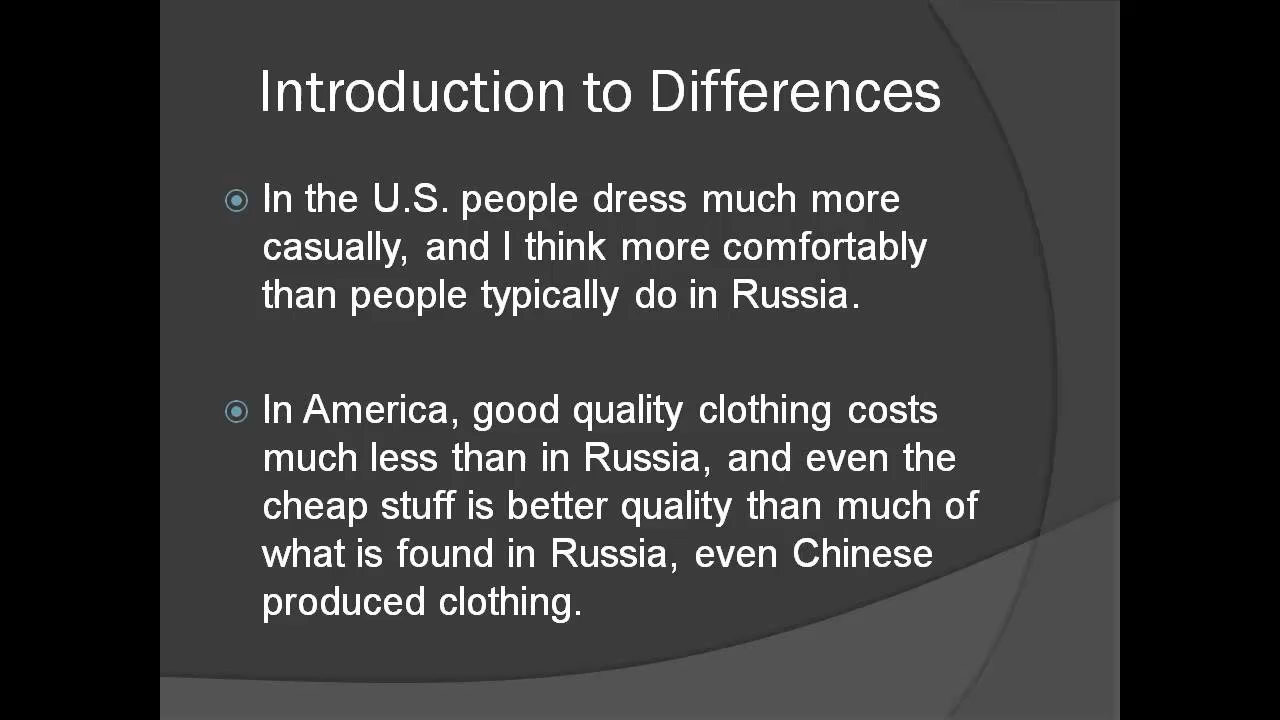 Introduction to Differences
In the U.S. people dress much more
casually, and I think more comfortably
than people typically do in Russia.
In America, good quality clothing costs
much less than in Russia, and even the
cheap stuff is better quality than much of
what is found in Russia, even Chinese
produced clothing.